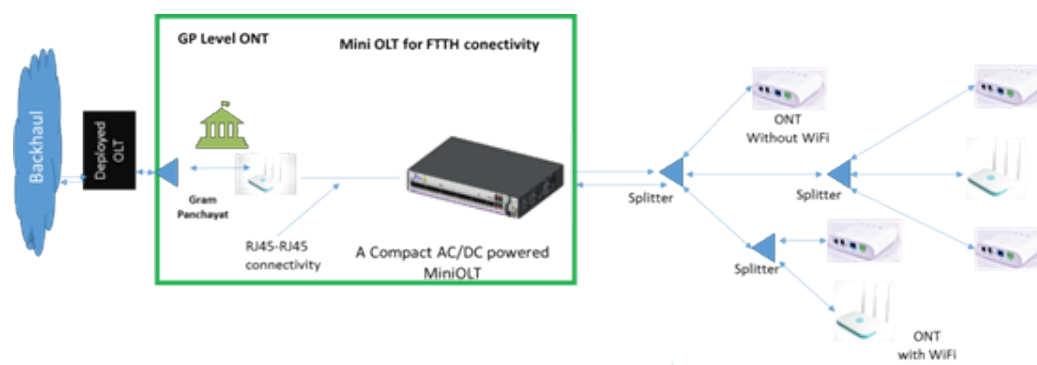 Backhaul
Deployed
OLT
GP Level ONT
Mini OLT for FTTH conectivity
Gram
Panchayat
RJ45-RJ45
connectivity
A Compact AC/DC powered
MiniOLT
Splitter
ONT
Without WiFi
Splitter
Splitter
ONT
with WiFi